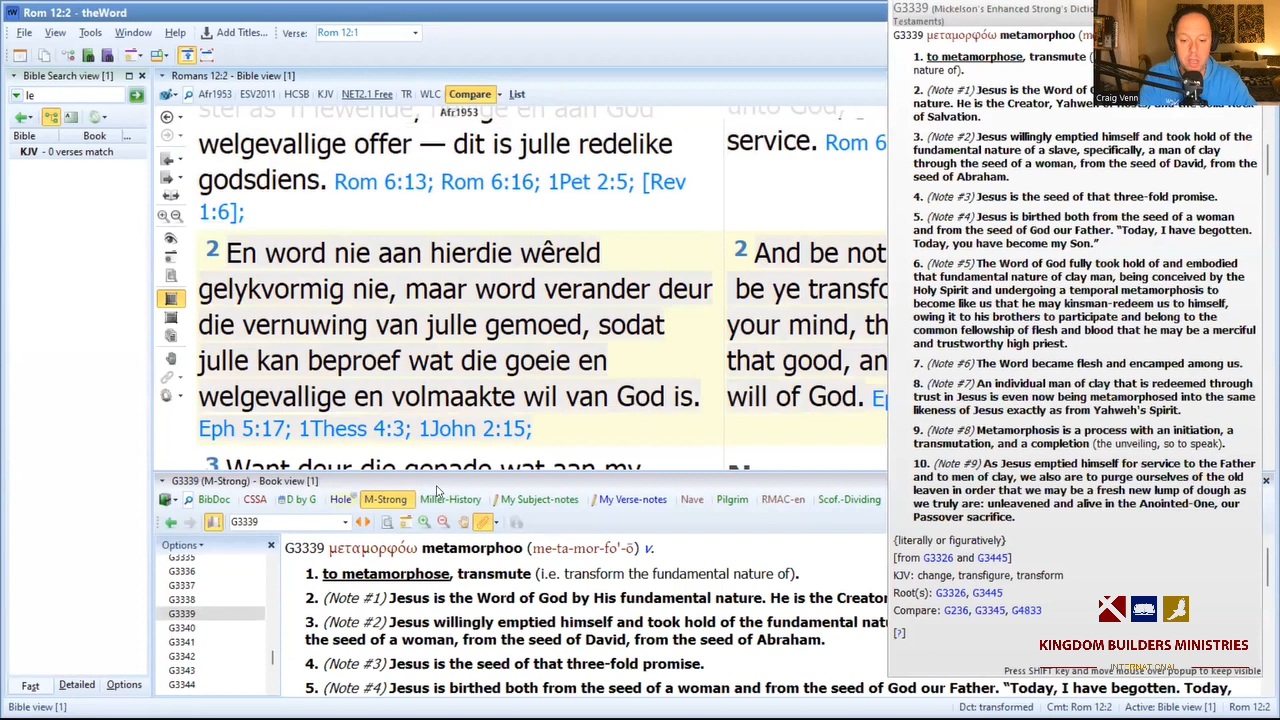 Rom 12:2 - theWord
File View Tools Window Help Add Titles... Verse: Rom 12:1
Bible Search view [1]
le
Bible Book ...
KJV - 0 verses match
Fast Detailed Options
Romans 12:2 - Bible view [1]
Afr1953 ESV2011 HCSB KJV NET2.1 Free TR WLC Compare List
Afr1953
welgevallige offer — dit is julle redelike
godsdiens. Rom 6:13; Rom 6:16; 1Pet 2:5; [Rev
1:6];
2 En word nie aan hierdie wêreld
gelykvormig nie, maar word verander deur
die vernuwing van julle gemoed, sodat
julle kan beproef wat die goeie en
welgevallige en volmaakte wil van God is.
Eph 5:17; 1Thess 4:3; 1John 2:15;
3 Want deur die genade wat aan my
service. Rom 6
2 And be not
be ye transfo
your mind, th
that good, an
will of God. Ep
G3339 (M-Strong) - Book view [1]
BibDoc CSSA D by G Hole M-Strong Miller-History My Subject-notes My Verse-notes Nave Pilgrim RMAC-en Scof.-Dividing
G3339
Options
G3335
G3336
G3337
G3338
G3339
G3340
G3341
G3342
G3343
G3344
G3339 μεταμορφόω metamorphoo (me-ta-mor-fo'-ō) v.
1. to metamorphose, transmute (i.e. transform the fundamental nature of).
2. (Note #1) Jesus is the Word of God by His fundamental nature. He is the Creator
3. (Note #2) Jesus willingly emptied himself and took hold of the fundamental natu
the seed of a woman, from the seed of David, from the seed of Abraham.
4. (Note #3) Jesus is the seed of that three-fold promise.
5. (Note #4) Jesus is birthed both from the seed of a woman and from the seed of God our Father. “Today, I have begotten. Today,
G3339 (Mickelson's Enhanced Strong's Dictio
Testaments)
G3339 μεταμορφόω metamorphoo (me
1. to metamorphose, transmute
nature of).
2. (Note #1) Jesus is the Word of G
nature. He is the Creator, Yahweh
of Salvation.
3. (Note #2) Jesus willingly emptied himself and took hold of the
fundamental nature of a slave, specifically, a man of clay
through the seed of a woman, from the seed of David, from the
seed of Abraham.
4. (Note #3) Jesus is the seed of that three-fold promise.
5. (Note #4) Jesus is birthed both from the seed of a woman
and from the seed of God our Father. “Today, I have begotten.
Today, you have become my Son.”
6. (Note #5) The Word of God fully took hold of and embodied
that fundamental nature of clay man, being conceived by the
Holy Spirit and undergoing a temporal metamorphosis to
become like us that he may kinsman-redeem us to himself,
owing it to his brothers to participate and belong to the
common fellowship of flesh and blood that he may be a merciful
and trustworthy high priest.
7. (Note #6) The Word became flesh and encamped among us.
8. (Note #7) An individual man of clay that is redeemed through
trust in Jesus is even now being metamorphosed into the same
likeness of Jesus exactly as from Yahweh's Spirit.
9. (Note #8) Metamorphosis is a process with an initiation, a
transmutation, and a completion (the unveiling, so to speak).
10. (Note #9) As Jesus emptied himself for service to the Father
and to men of clay, we also are to purge ourselves of the old
leaven in order that we may be a fresh new lump of dough as
we truly are: unleavened and alive in the Anointed-One, our
Passover sacrifice.
{literally or figuratively}
[from G3326 and G3445]
KJV: change, transfigure, transform
Root(s): G3326, G3445
Compare: G236, G3345, G4833
[?]
Craig Venn
KINGDOM BUILDERS MINISTRIES
INTERNATIONAL
Press SHIFT key and move mouse over popup to keep visible
Bible view [1] Dct: transformed Cmt: Rom 12:2 Active: Bible view [1] Rom 12:2